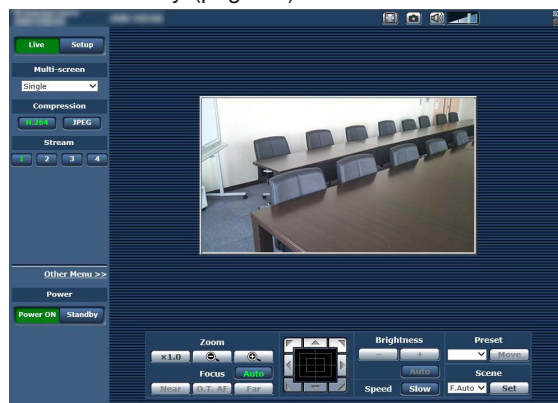 Live Setup
Multi-screen
Single
Compression
H.264 JPEG
Stream
1 2 3 4
Other Menu >>
Power
Power ON Standby
Zoom
×1.0
Focus Auto
Near O.T. AF Far
Brightness
- +
Auto
Speed Slow
Preset
Move
Scene
F.Auto Set